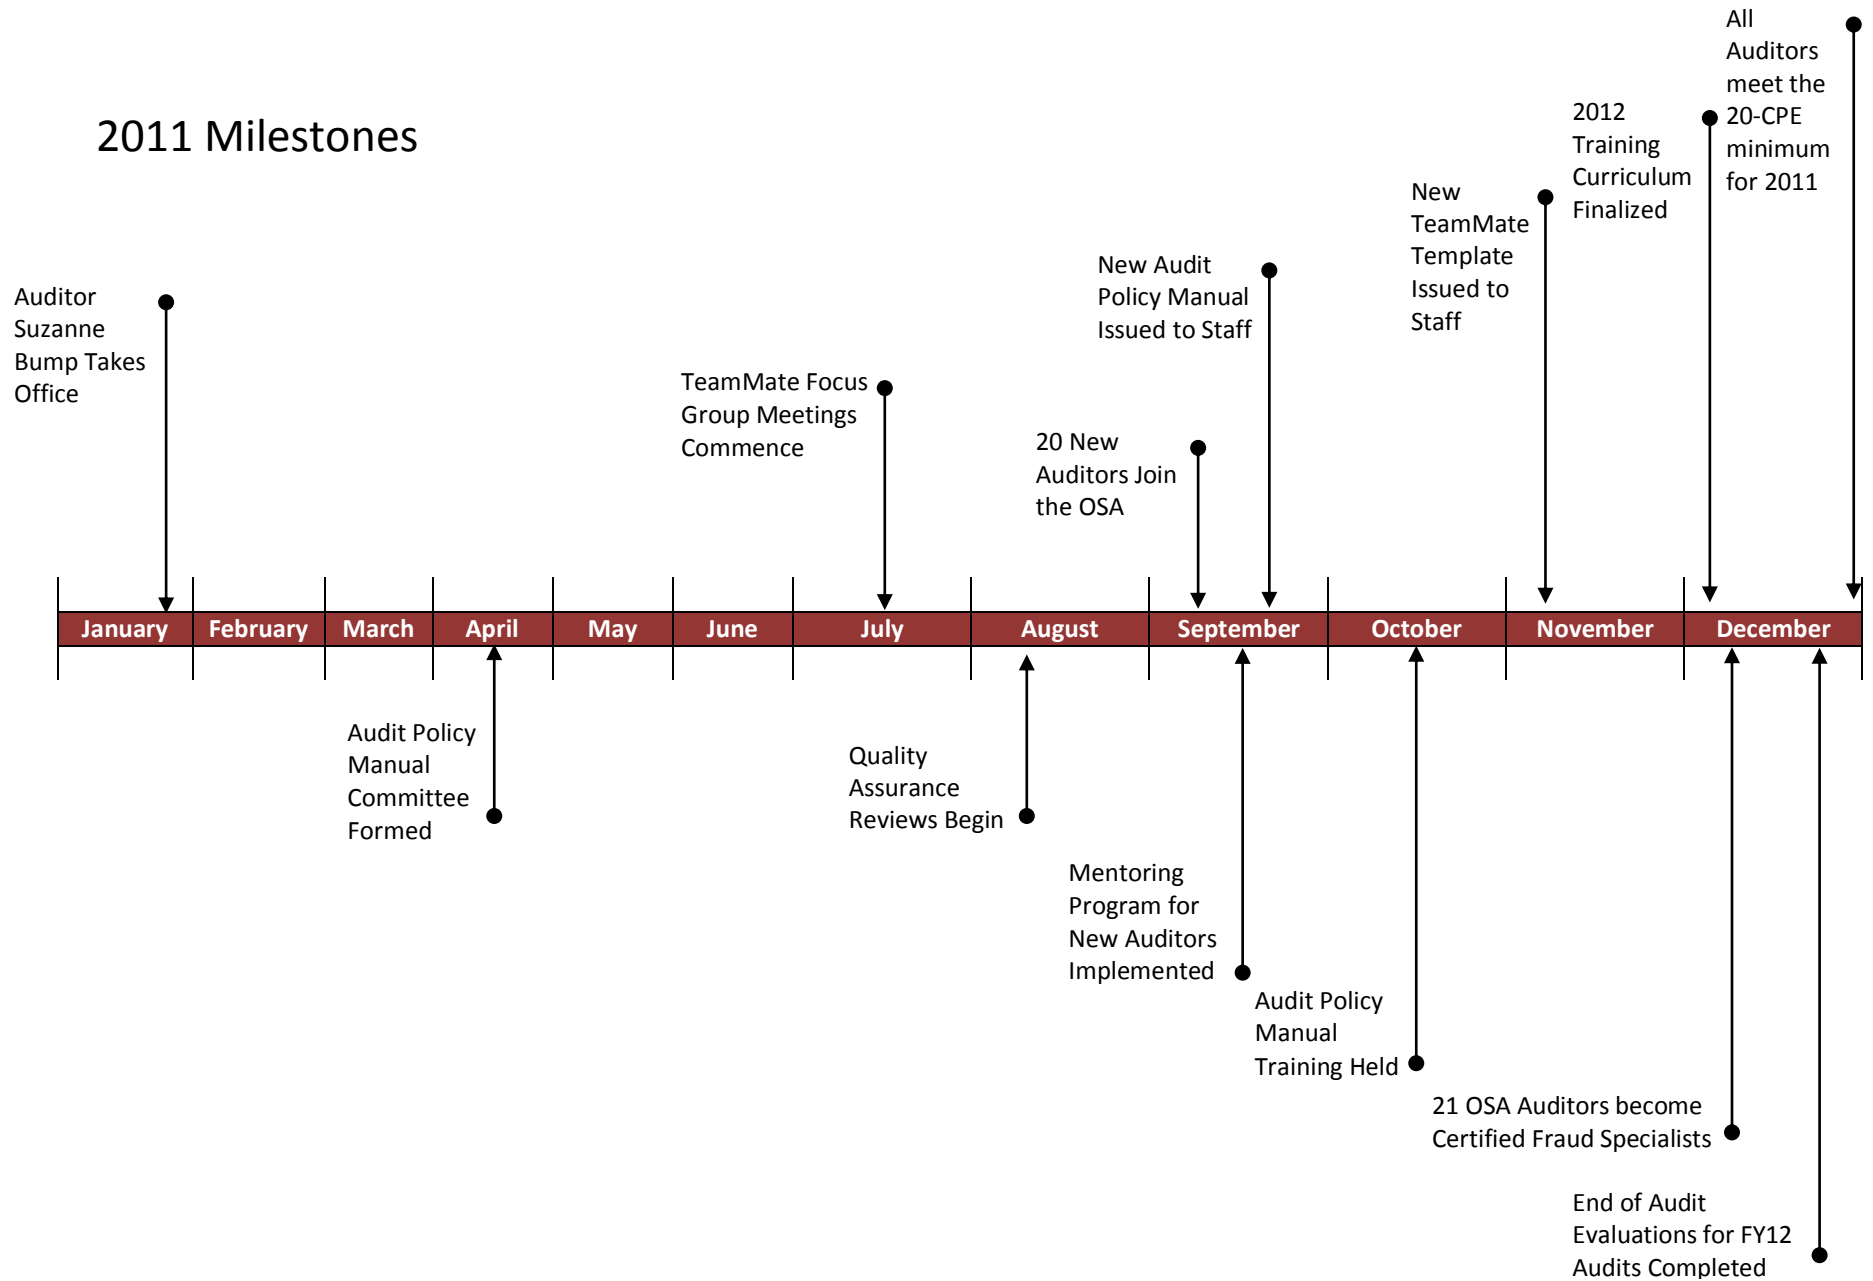 2011 Milestones
Auditor
Suzanne
Bump Takes
Office
TeamMate Focus
Group Meetings
Commence
20 New
Auditors Join
the OSA
New Audit
Policy Manual
Issued to Staff
New
TeamMate
Template
Issued to
Staff
2012
Training
Curriculum
Finalized
All
Auditors
meet the
20-CPE
minimum
for 2011
January
February
March
April
May
June
July
August
September
October
November
December
Audit Policy
Manual
Committee
Formed
Quality
Assurance
Reviews Begin
Mentoring
Program for
New Auditors
Implemented
Audit Policy
Manual
Training Held
21 OSA Auditors become
Certified Fraud Specialists
End of Audit
Evaluations for FY12
Audits Completed